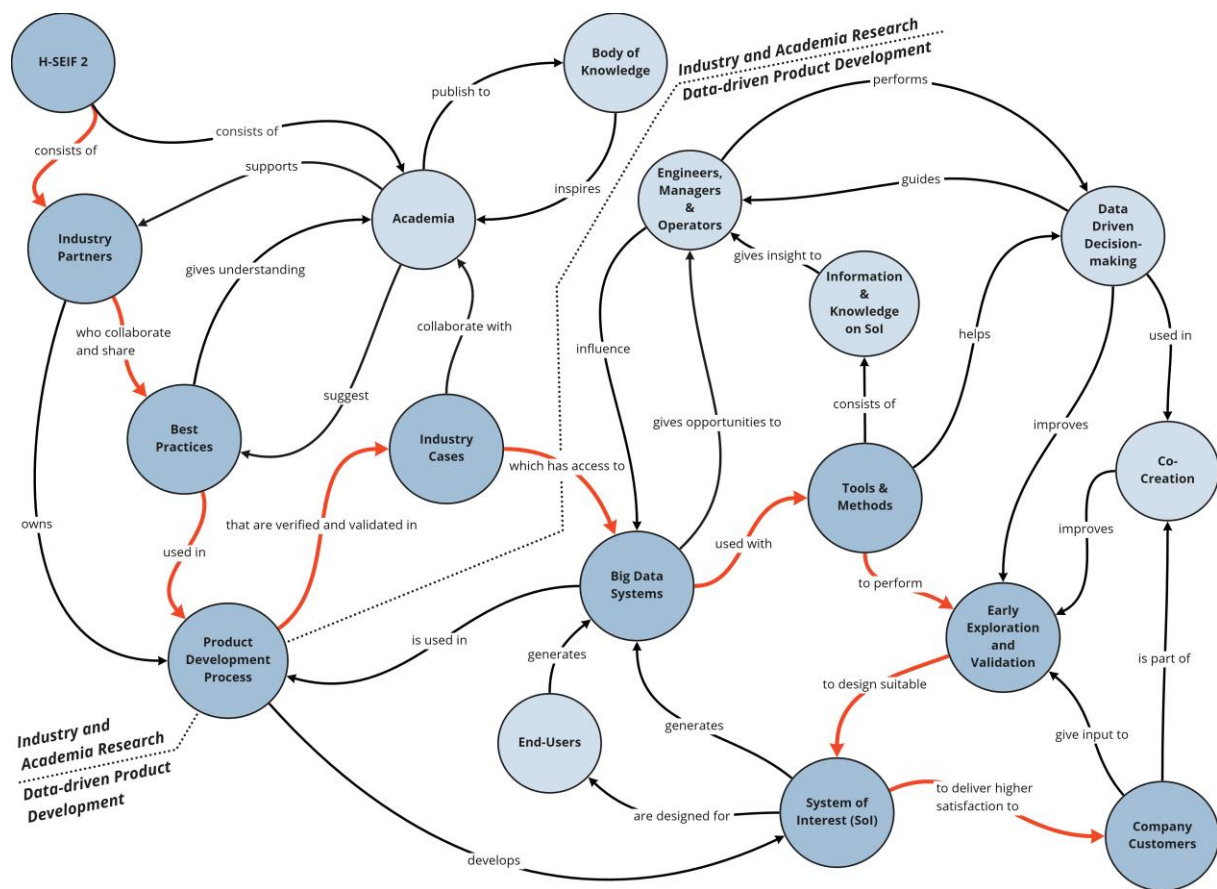 H-SEIF 2
Body of
Knowledge
Industry and Academia Research
Data-driven Product Development
performs
publish to
consists of
consists of
supports
inspires
Engineers,
Managers
&
Operators
guides
Data
Driven
Decision-
making
Academia
Industry
Partners
gives understanding
gives insight to
Information
&
Knowledge
on SoI
who collaborate
and share
collaborate with
influence
helps
used in
suggest
consists of
gives opportunities to
improves
Best
Practices
Industry
Cases
which has access to
Tools &
Methods
Co-
Creation
owns
that are verified and validated in
used in
used with
improves
to perform
Big Data
Systems
Early
Exploration
and
Validation
Product
Development
Process
is used in
generates
is part of
to design suitable
generates
give input to
End-Users
Industry and
Academia Research
Data-driven Product
Development
are designed for
System of
Interest (SoI)
to deliver higher
satisfaction to
Company
Customers
develops